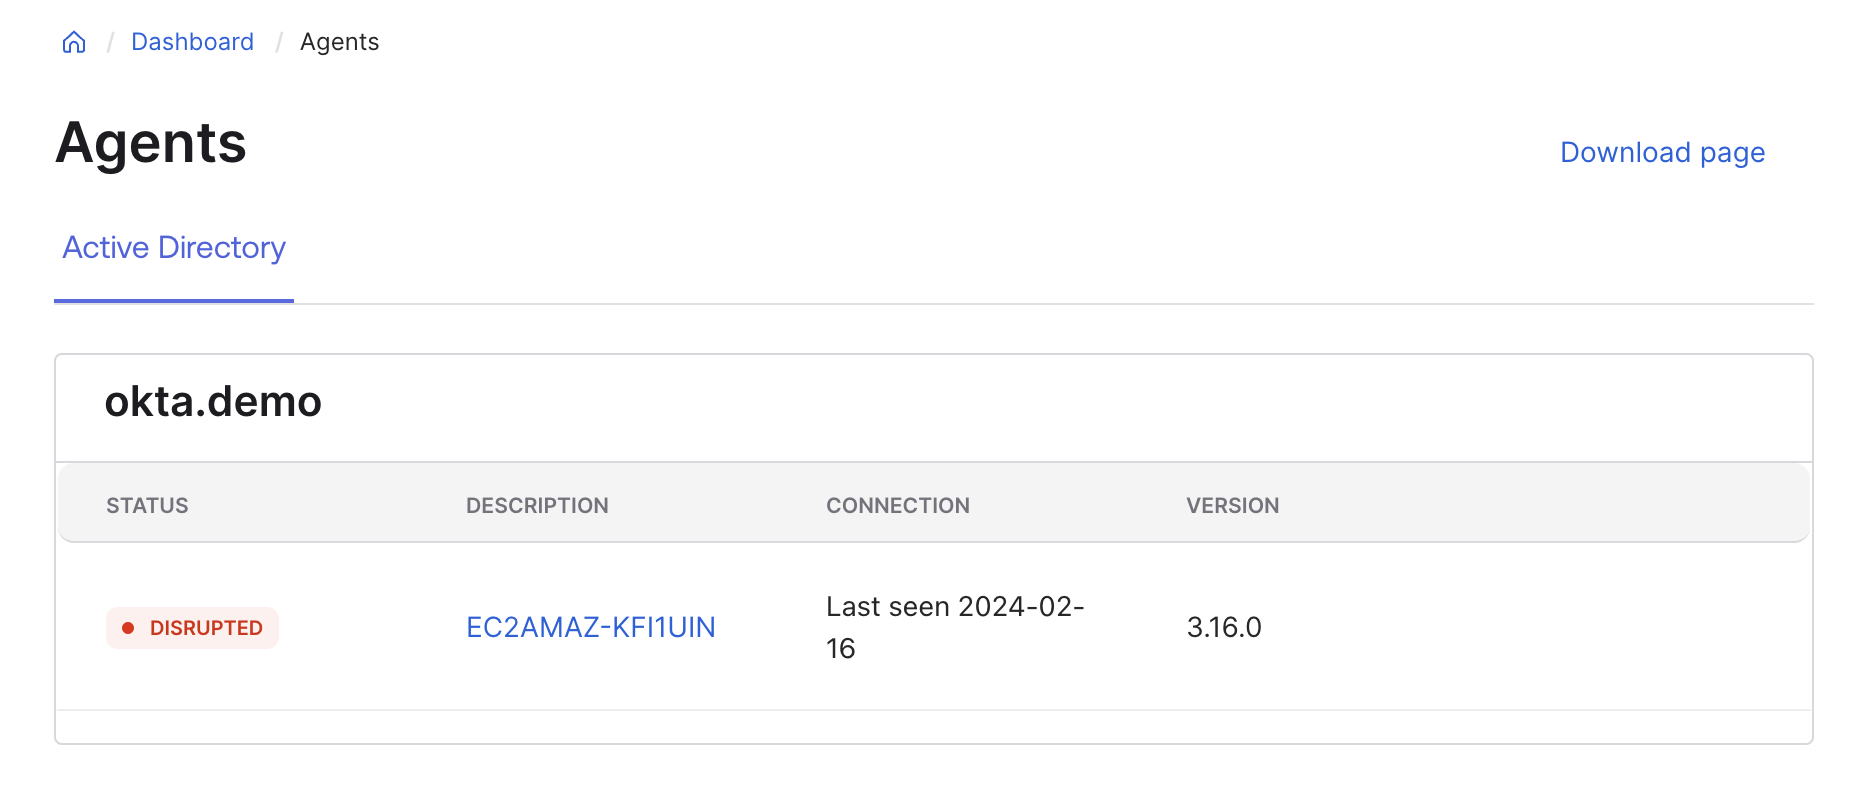 / Dashboard / Agents
Agents
Download page
Active Directory
okta.demo
STATUS DESCRIPTION CONNECTION VERSION
DISRUPTED EC2AMAZ-KFI1UIN Last seen 2024-02-
16 3.16.0